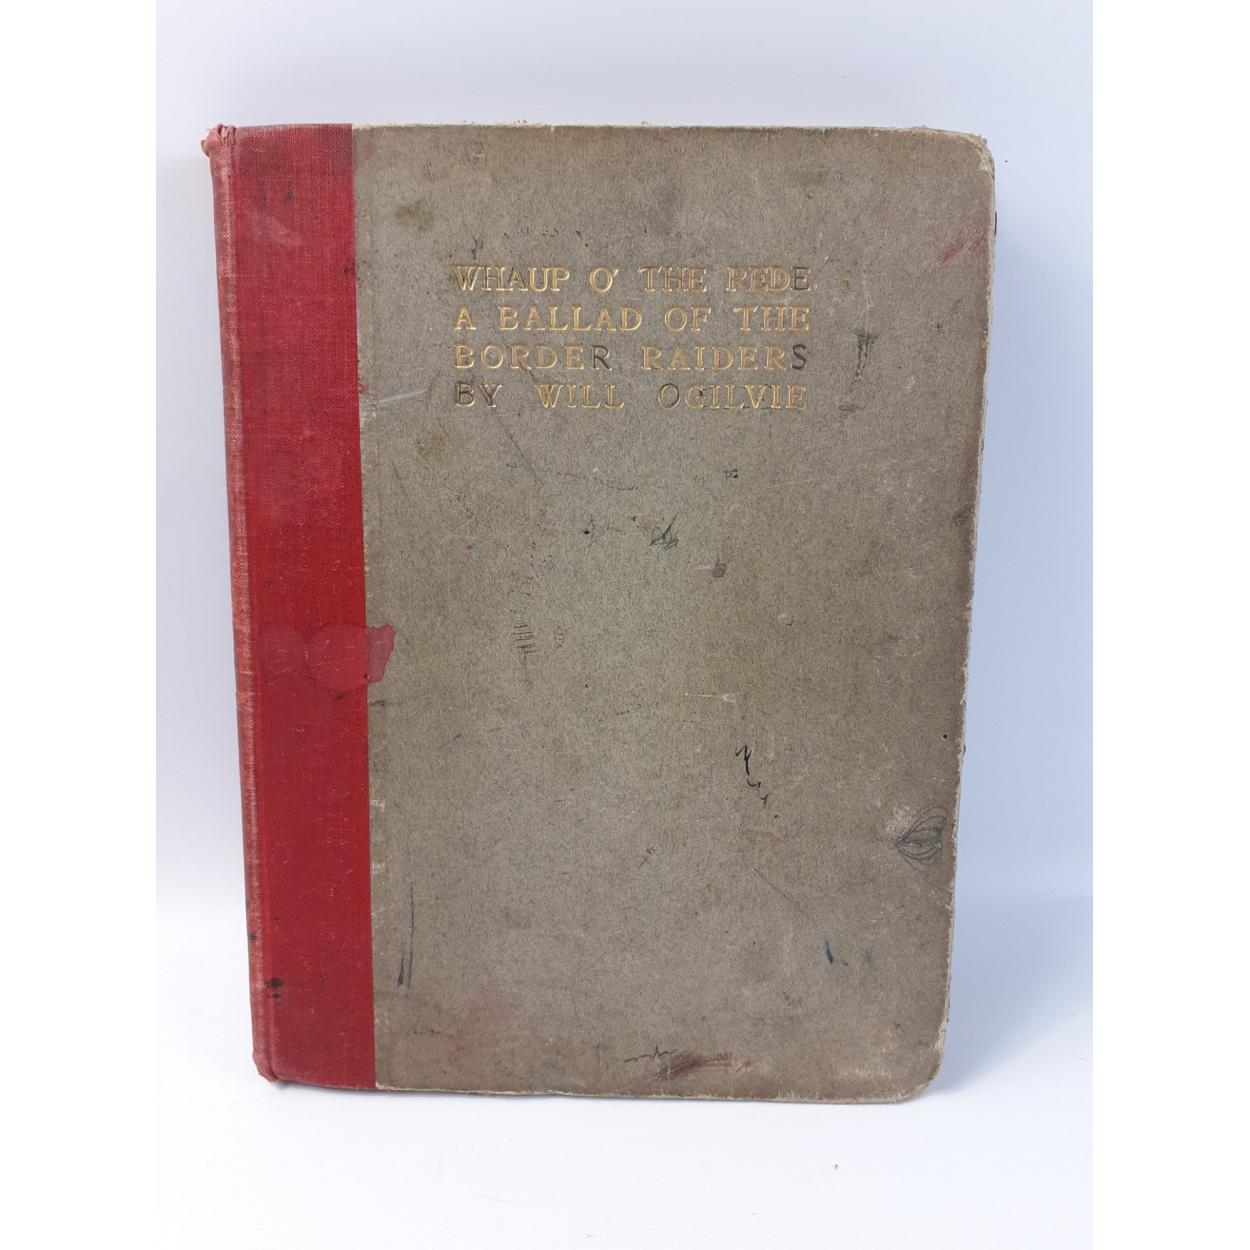 WHAUP O' THE REDE
A BALLAD OF THE
BORDER RAIDERS
BY WILL OGILVIE